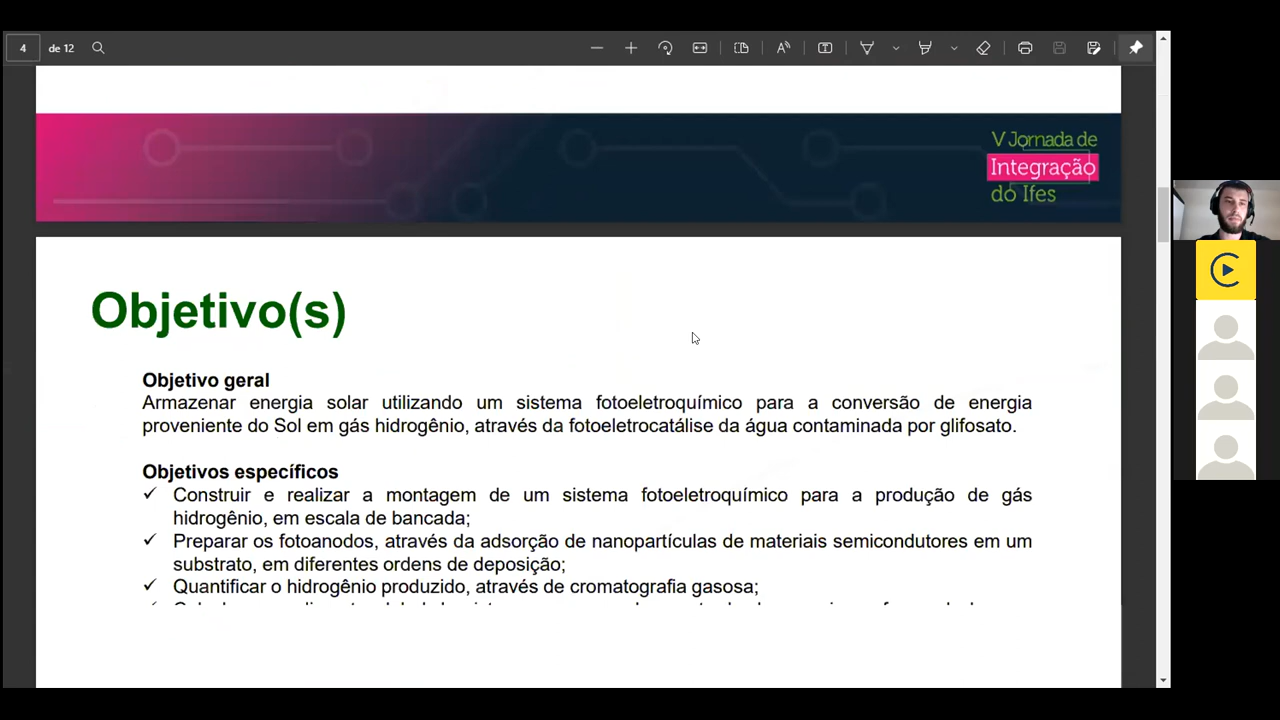 4 de 12
V Jornada de
Integração
do Ifes
Objetivo(s)
Objetivo geral
Armazenar energia solar utilizando um sistema fotoeletroquímico para a conversão de energia
proveniente do Sol em gás hidrogênio, através da fotoeletrocatálise da água contaminada por glifosato.
Objetivos específicos
Construir e realizar a montagem de um sistema fotoeletroquímico para a produção de gás
hidrogênio, em escala de bancada;
Preparar os fotoanodos, através da adsorção de nanopartículas de materiais semicondutores em um
substrato, em diferentes ordens de deposição;
Quantificar o hidrogênio produzido, através de cromatografia gasosa;